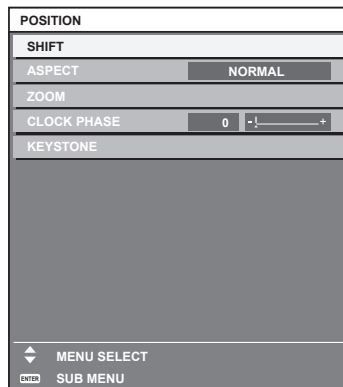 POSITION
SHIFT
ASPECT NORMAL
ZOOM
CLOCK PHASE 0 - +
KEYSTONE
MENU SELECT
ENTER SUB MENU